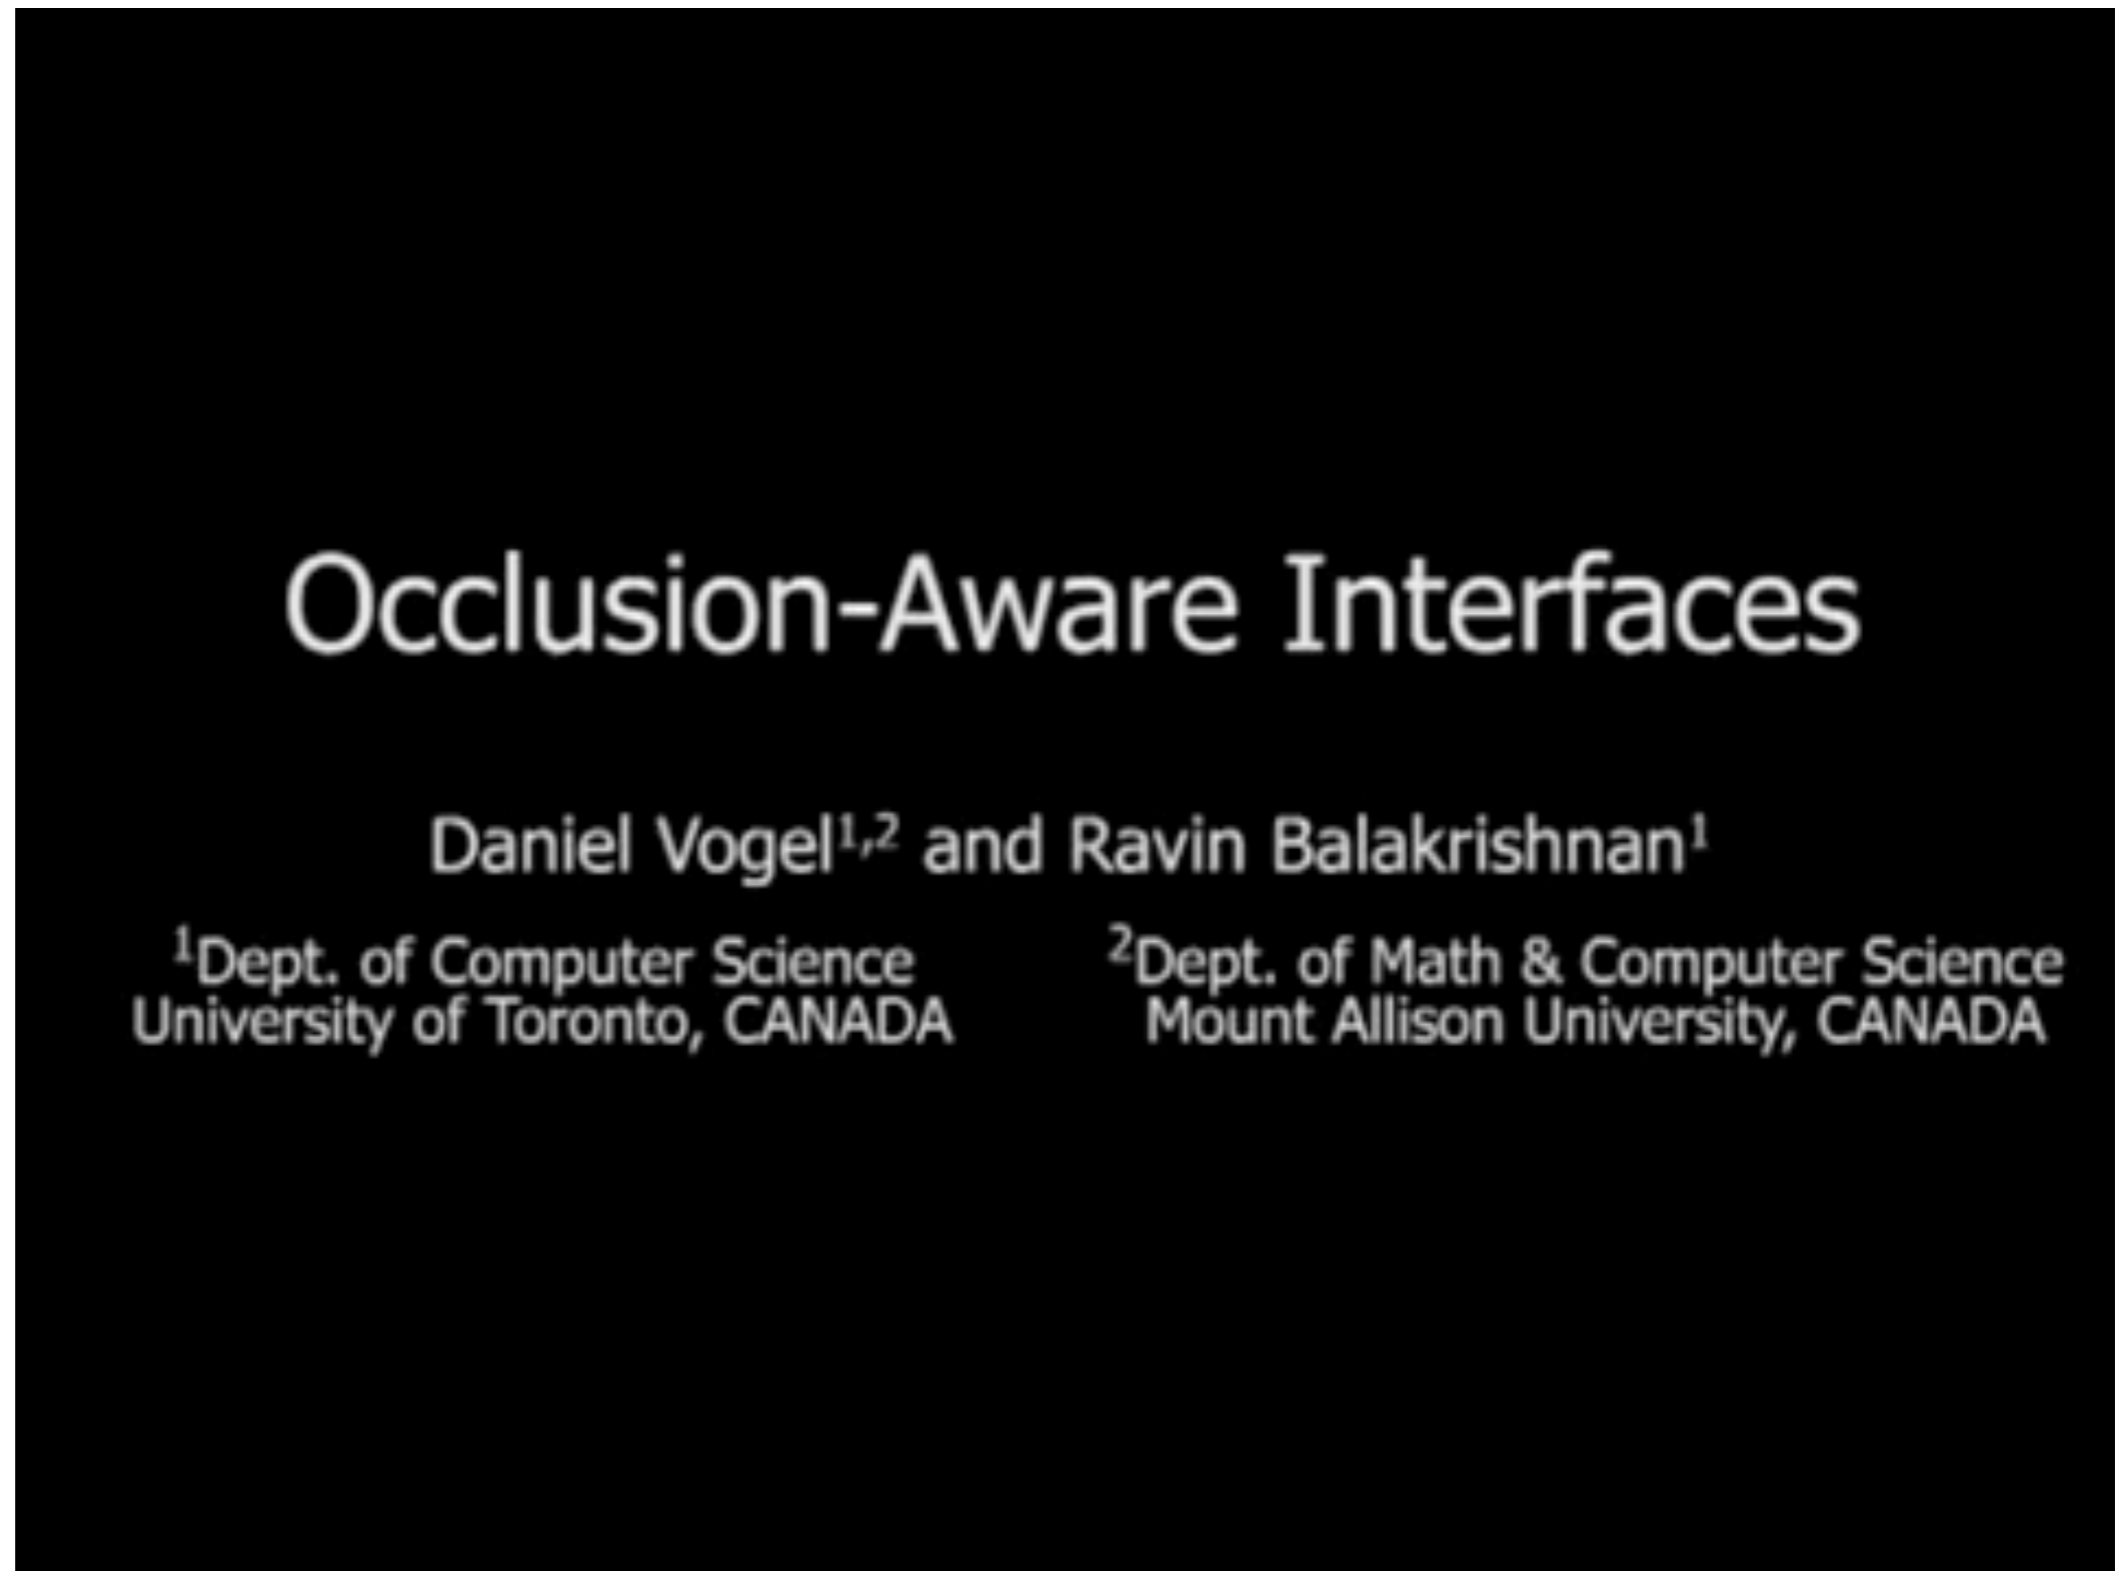 Occlusion-Aware Interfaces
Daniel Vogel¹,² and Ravin Balakrishnan¹
¹Dept. of Computer Science
University of Toronto, CANADA
²Dept. of Math & Computer Science
Mount Allison University, CANADA